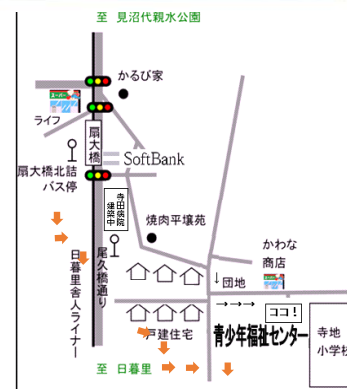 至 見沼代親水公園
かるび家
スーパー
ライフ
扇大橋
SoftBank
扇大橋北詰
バス停
寺田病院
建築中
焼肉平壌苑
かわな
商店
尾久橋通り
日暮里舎人ライナー
↓団地
→→→
ココ!
戸建住宅
青少年福祉センター
寺地
小学校
至 日暮里